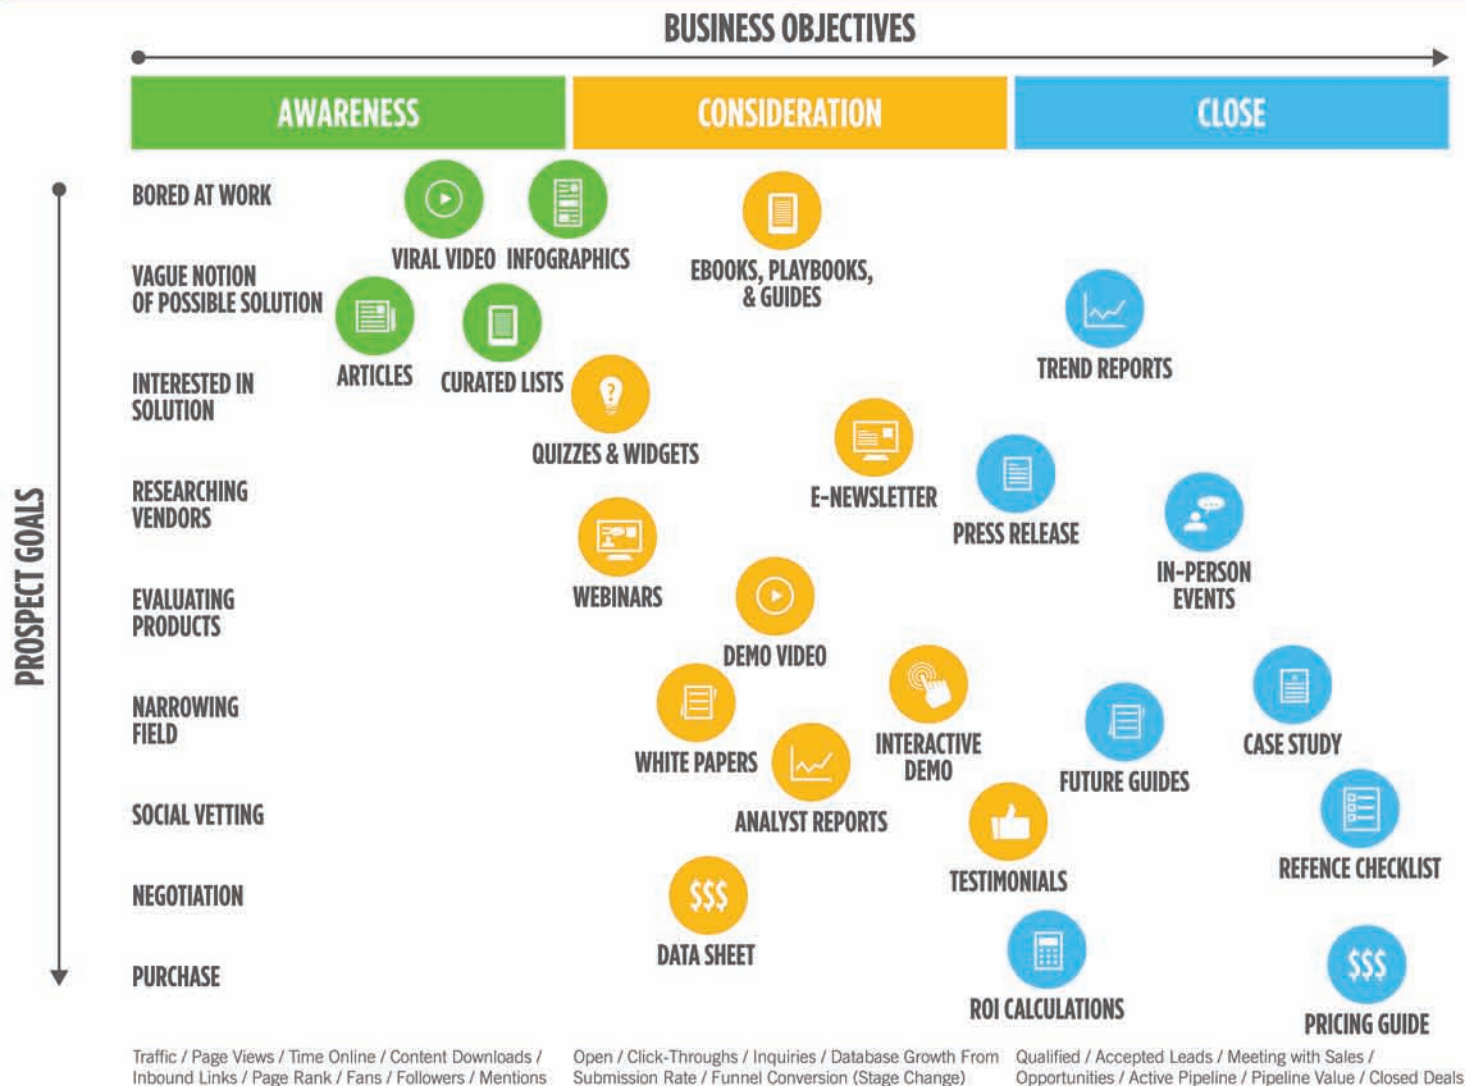 BUSINESS OBJECTIVES
AWARENESS
CONSIDERATION
CLOSE
PROSPECT GOALS
BORED AT WORK
VAGUE NOTION
OF POSSIBLE SOLUTION
INTERESTED IN
SOLUTION
RESEARCHING
VENDORS
EVALUATING
PRODUCTS
NARROWING
FIELD
SOCIAL VETTING
NEGOTIATION
PURCHASE
VIRAL VIDEO
INFOGRAPHICS
ARTICLES
CURATED LISTS
EBOOKS, PLAYBOOKS,
& GUIDES
?
QUIZZES & WIDGETS
E-NEWSLETTER
WEBINARS
DEMO VIDEO
WHITE PAPERS
INTERACTIVE
DEMO
ANALYST REPORTS
TESTIMONIALS
$$$
DATA SHEET
TREND REPORTS
PRESS RELEASE
IN-PERSON
EVENTS
CASE STUDY
FUTURE GUIDES
REFENCE CHECKLIST
ROI CALCULATIONS
$$$
PRICING GUIDE
Traffic / Page Views / Time Online / Content Downloads /
Inbound Links / Page Rank / Fans / Followers / Mentions
Open / Click-Throughs / Inquiries / Database Growth From
Submission Rate / Funnel Conversion (Stage Change)
Qualified / Accepted Leads / Meeting with Sales /
Opportunities / Active Pipeline / Pipeline Value / Closed Deals